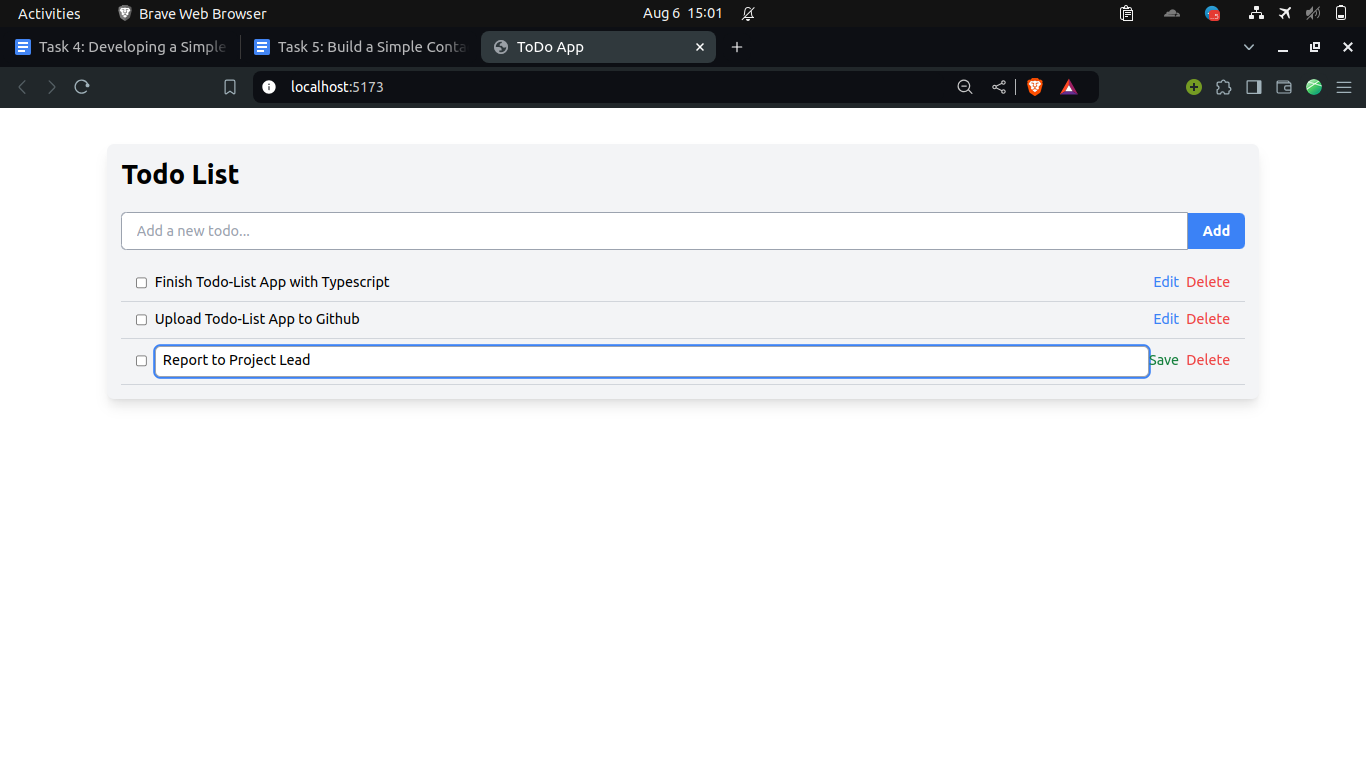 Activities Brave Web Browser Aug 6 15:01
Task 4: Developing a Simple Task 5: Build a Simple Conta ToDo App
localhost:5173
Todo List
Add a new todo... Add
Finish Todo-List App with Typescript Edit Delete
Upload Todo-List App to Github Edit Delete
Report to Project Lead Save Delete